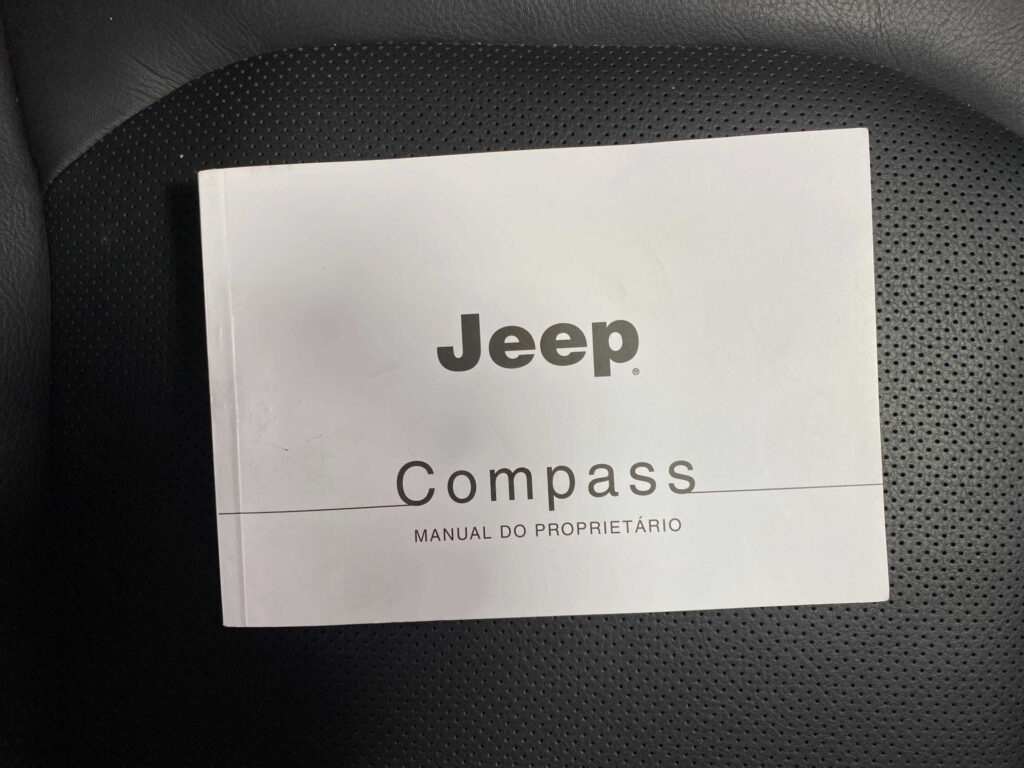 Jeep®
Compass
MANUAL DO PROPRIETÁRIO